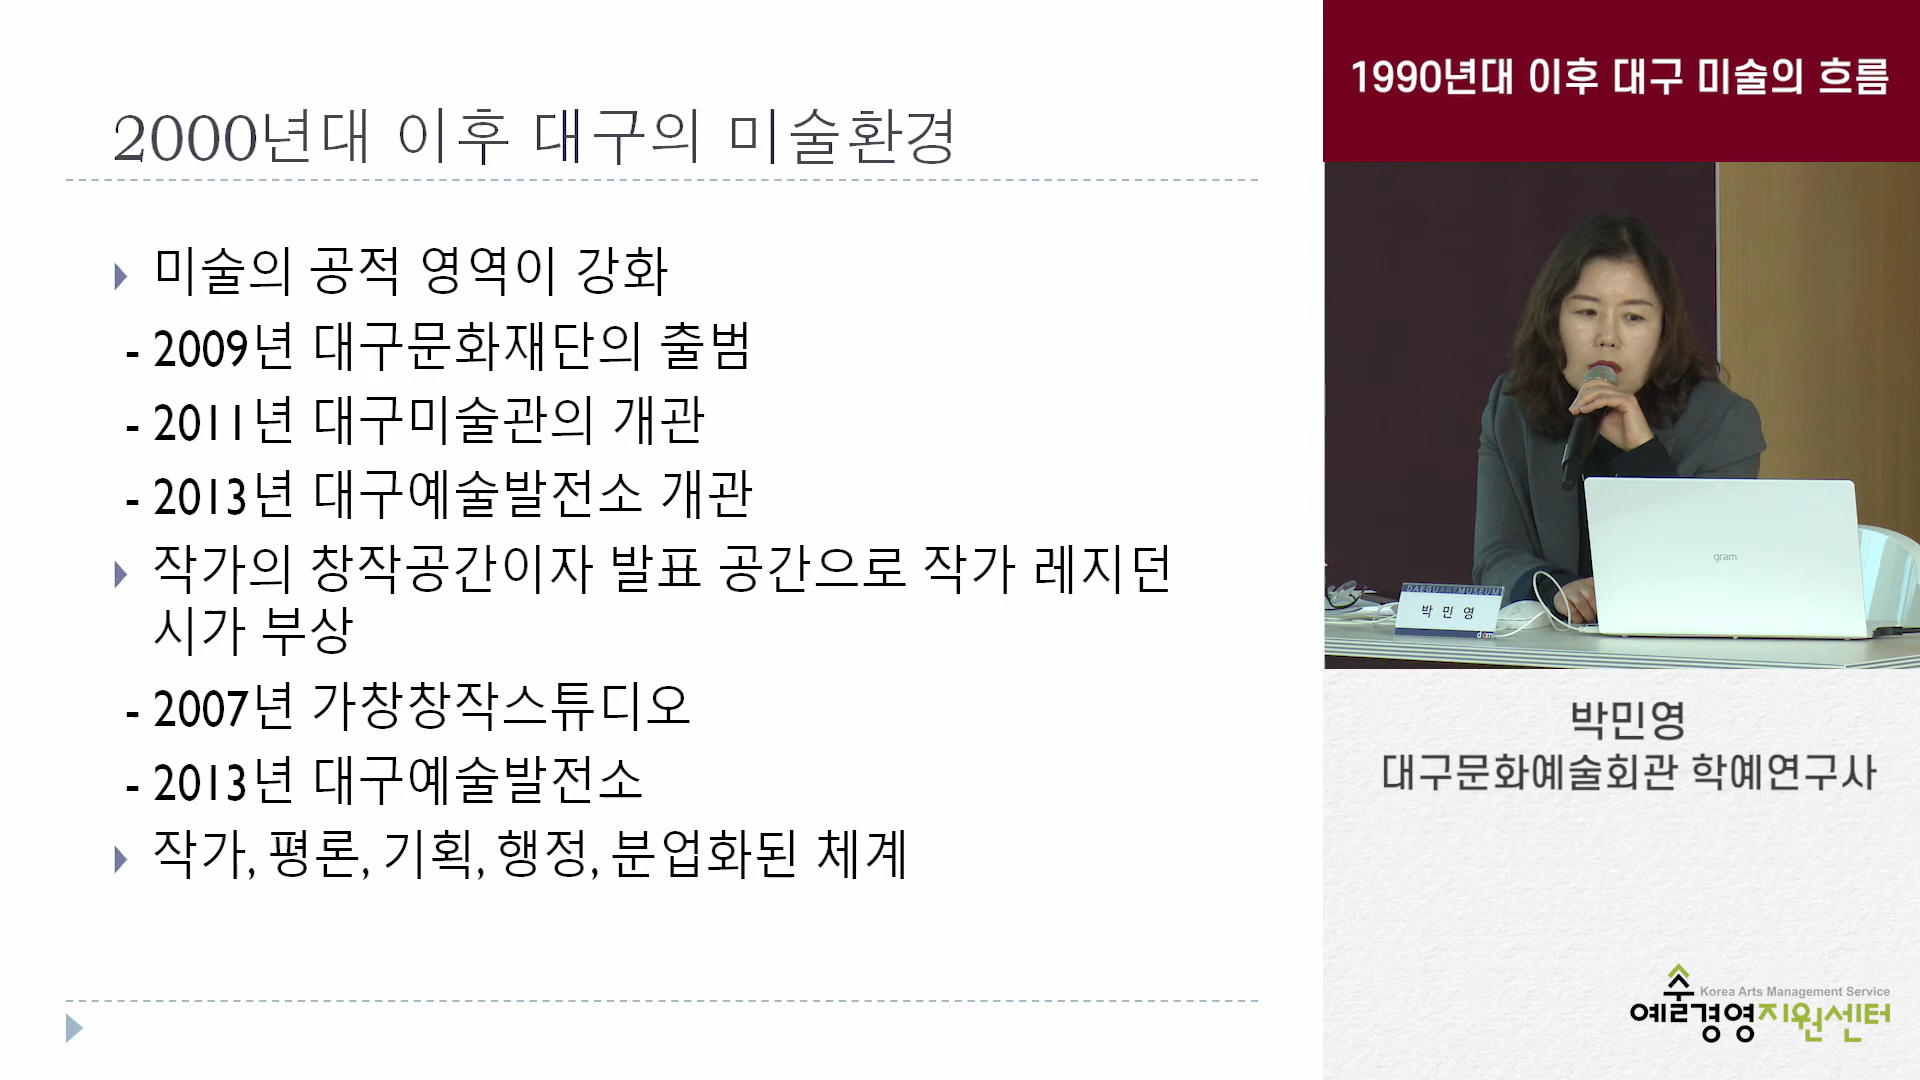 2000년대 이후 대구의 미술환경
미술의 공적 영역이 강화
- 2009년 대구문화재단의 출범
- 2011년 대구미술관의 개관
- 2013년 대구예술발전소 개관
작가의 창작공간이자 발표 공간으로 작가 레지던
시가 부상
- 2007년 가창창작스튜디오
- 2013년 대구예술발전소
작가, 평론, 기획, 행정, 분업화된 체계
1990년대 이후 대구 미술의 흐름
gram
DAEGUARTMUSEUM
박 민 영
dam
박민영
대구문화예술회관 학예연구사
Korea Arts Management Service
예술경영지원센터